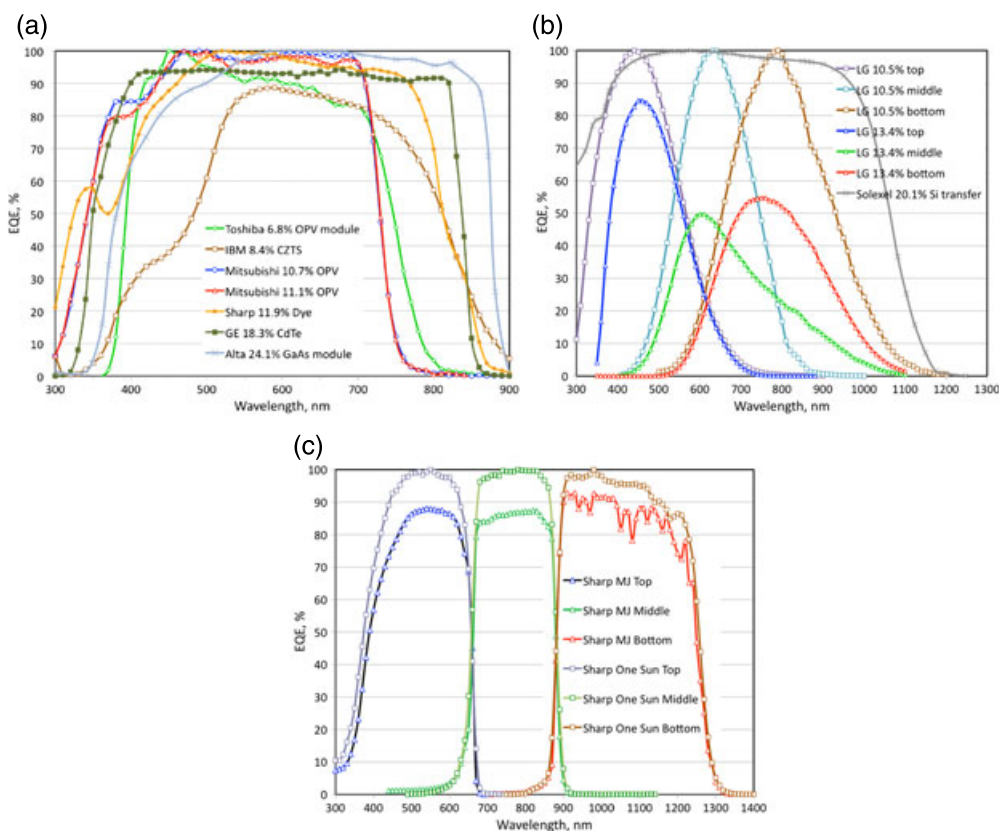 (a)
100
90
80
70
60
50
40
30
20
10
0
EQE, %
300 400 500 600 700 800 900
Wavelength, nm
Toshiba 6.8% OPV module
IBM 8.4% CZTS
Mitsubishi 10.7% OPV
Mitsubishi 11.1% OPV
Sharp 11.9% Dye
GE 18.3% CdTe
Alta 24.1% GaAs module
(b)
100
90
80
70
60
50
40
30
20
10
0
EQE, %
300 400 500 600 700 800 900 1000 1100 1200 1300
Wavelength, nm
LG 10.5% top
LG 10.5% middle
LG 10.5% bottom
LG 13.4% top
LG 13.4% middle
LG 13.4% bottom
Solexel 20.1% Si transfer
(c)
100
90
80
70
60
50
40
30
20
10
0
EQE, %
300 400 500 600 700 800 900 1000 1100 1200 1300 1400
Wavelength, nm
Sharp MJ Top
Sharp MJ Middle
Sharp MJ Bottom
Sharp One Sun Top
Sharp One Sun Middle
Sharp One Sun Bottom